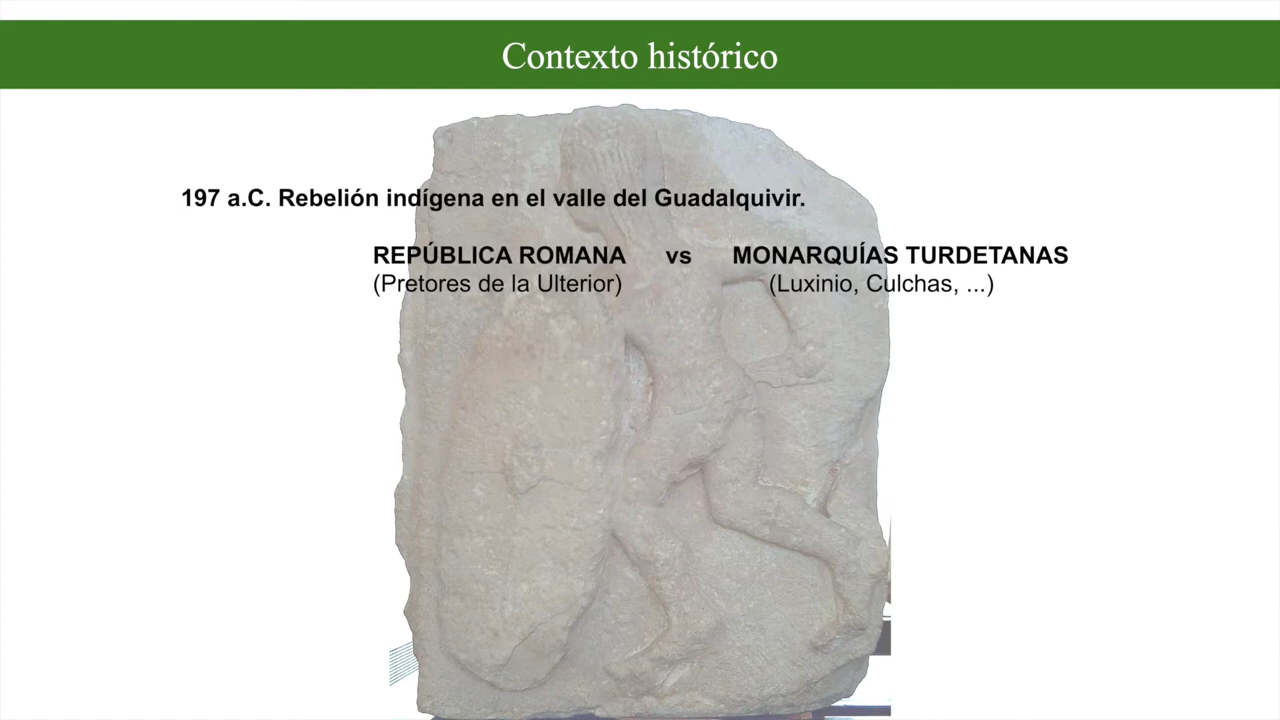 Contexto histórico
197 a.C. Rebelión indígena en el valle del Guadalquivir.
REPÚBLICA ROMANA vs MONARQUÍAS TURDETANAS
(Pretores de la Ulterior) (Luxinio, Culchas, ...)